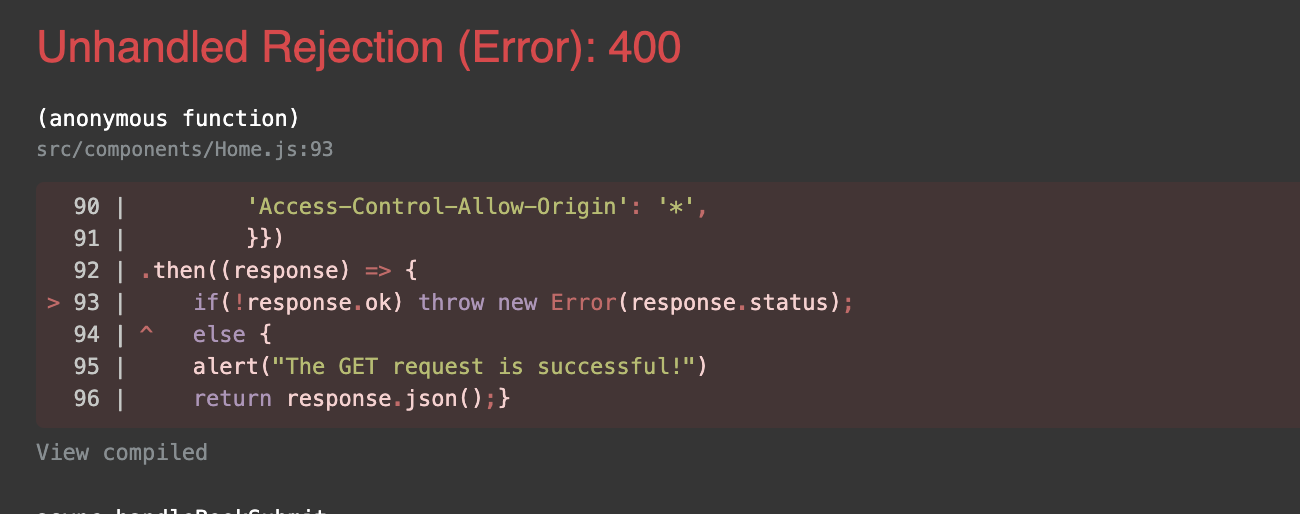 Unhandled Rejection (Error): 400
(anonymous function)
src/components/Home.js:93
90 |         'Access-Control-Allow-Origin': '*',
91 |         }})
92 | .then((response) => {
> 93 |     if(!response.ok) throw new Error(response.status);
94 | ^   else {
95 |     alert("The GET request is successful!")
96 |     return response.json();}
View compiled
async handleBookSubmit